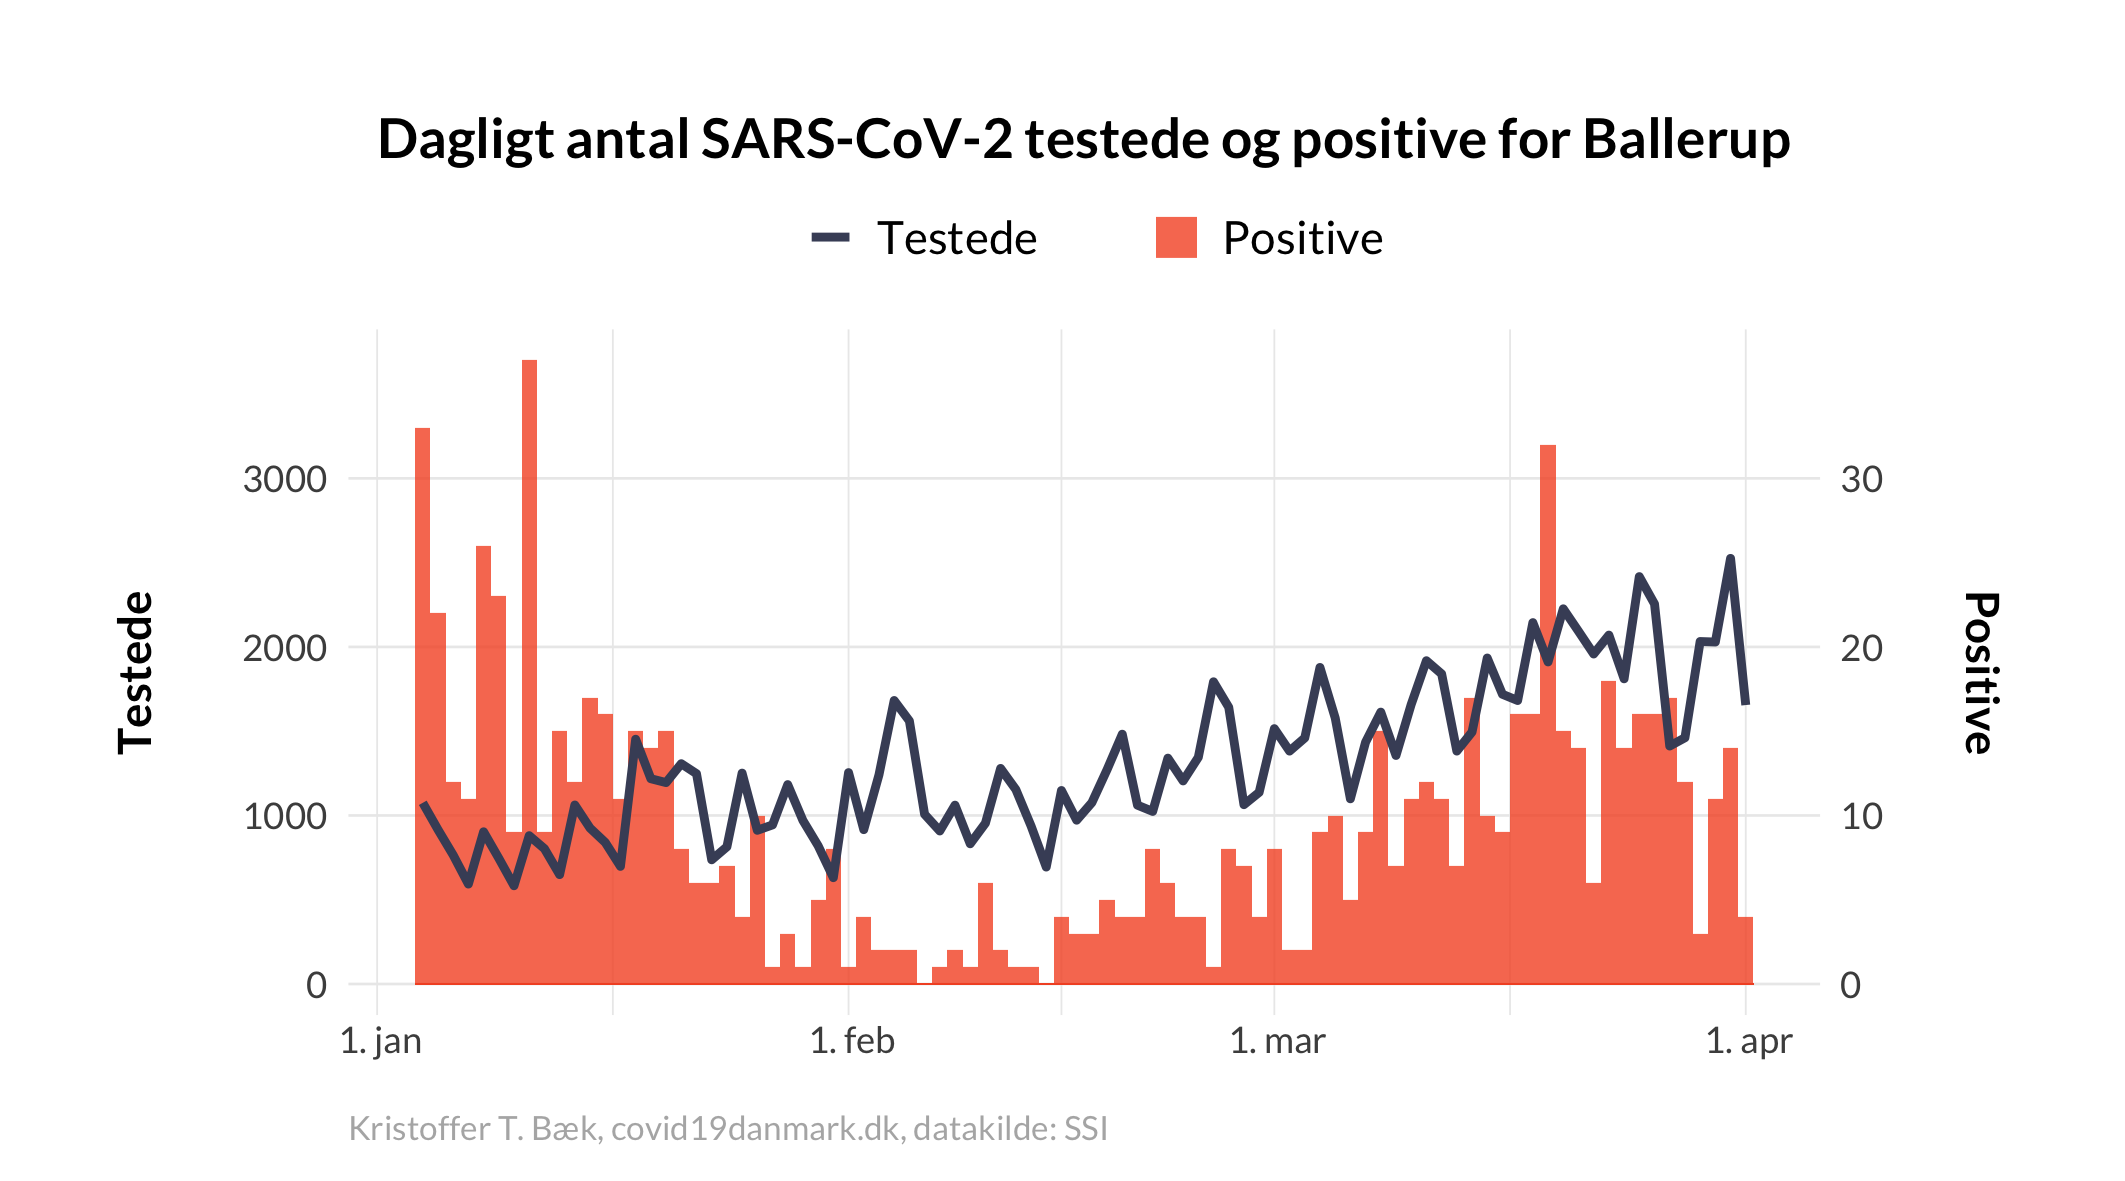 Dagligt antal SARS-CoV-2 testede og positive for Ballerup
Testede
Positive
Testede
3000
2000
1000
0
30
20
10
0
Positive
1. jan
1. feb
1. mar
1. apr
Kristoffer T. Bæk, covid19danmark.dk, datakilde: SSI